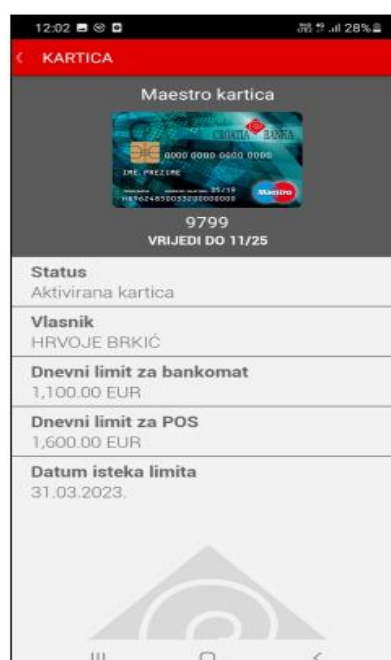 12:02
28%
KARTICA
Maestro kartica
CROATIA BANKA
0000 0000 0000 0000
IME PREZIME
05/19
Maestro
9799
VRIJEDI DO 11/25
Status
Aktivirana kartica
Vlasnik
HRVOJE BRKIĆ
Dnevni limit za bankomat
1,100.00 EUR
Dnevni limit za POS
1,600.00 EUR
Datum isteka limita
31.03.2023.